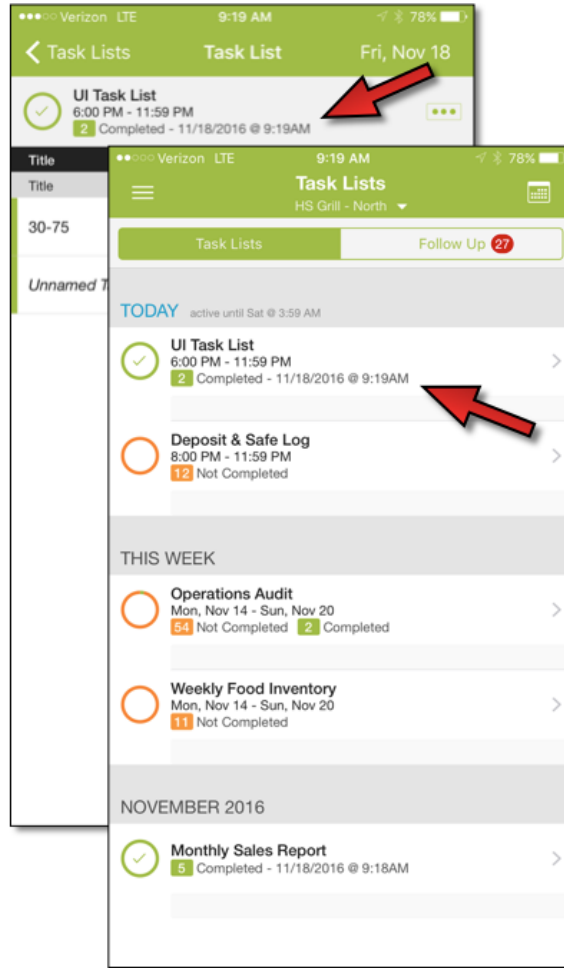 Verizon LTE 9:19 AM 78%
Task Lists Task List Fri, Nov 18
UI Task List
6:00 PM - 11:59 PM
2 Completed - 11/18/2016 @ 9:19AM
Title
Title
30-75
Unnamed T
Verizon LTE 9:19 AM 78%
Task Lists
HS Grill - North
Task Lists Follow Up 27
TODAY active until Sat @ 3:59 AM
UI Task List
6:00 PM - 11:59 PM
2 Completed - 11/18/2016 @ 9:19AM
Deposit & Safe Log
8:00 PM - 11:59 PM
12 Not Completed
THIS WEEK
Operations Audit
Mon, Nov 14 - Sun, Nov 20
54 Not Completed 2 Completed
Weekly Food Inventory
Mon, Nov 14 - Sun, Nov 20
11 Not Completed
NOVEMBER 2016
Monthly Sales Report
5 Completed - 11/18/2016 @ 9:18AM